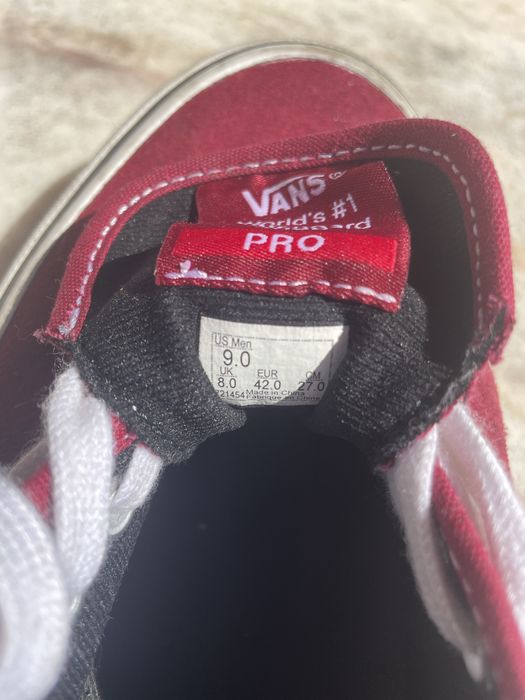 VANS
world's #1
PRO
US Men
9.0
UK EUR CM
8.0 42.0 27.0
721454 Made in China
Fabriqué en Chine